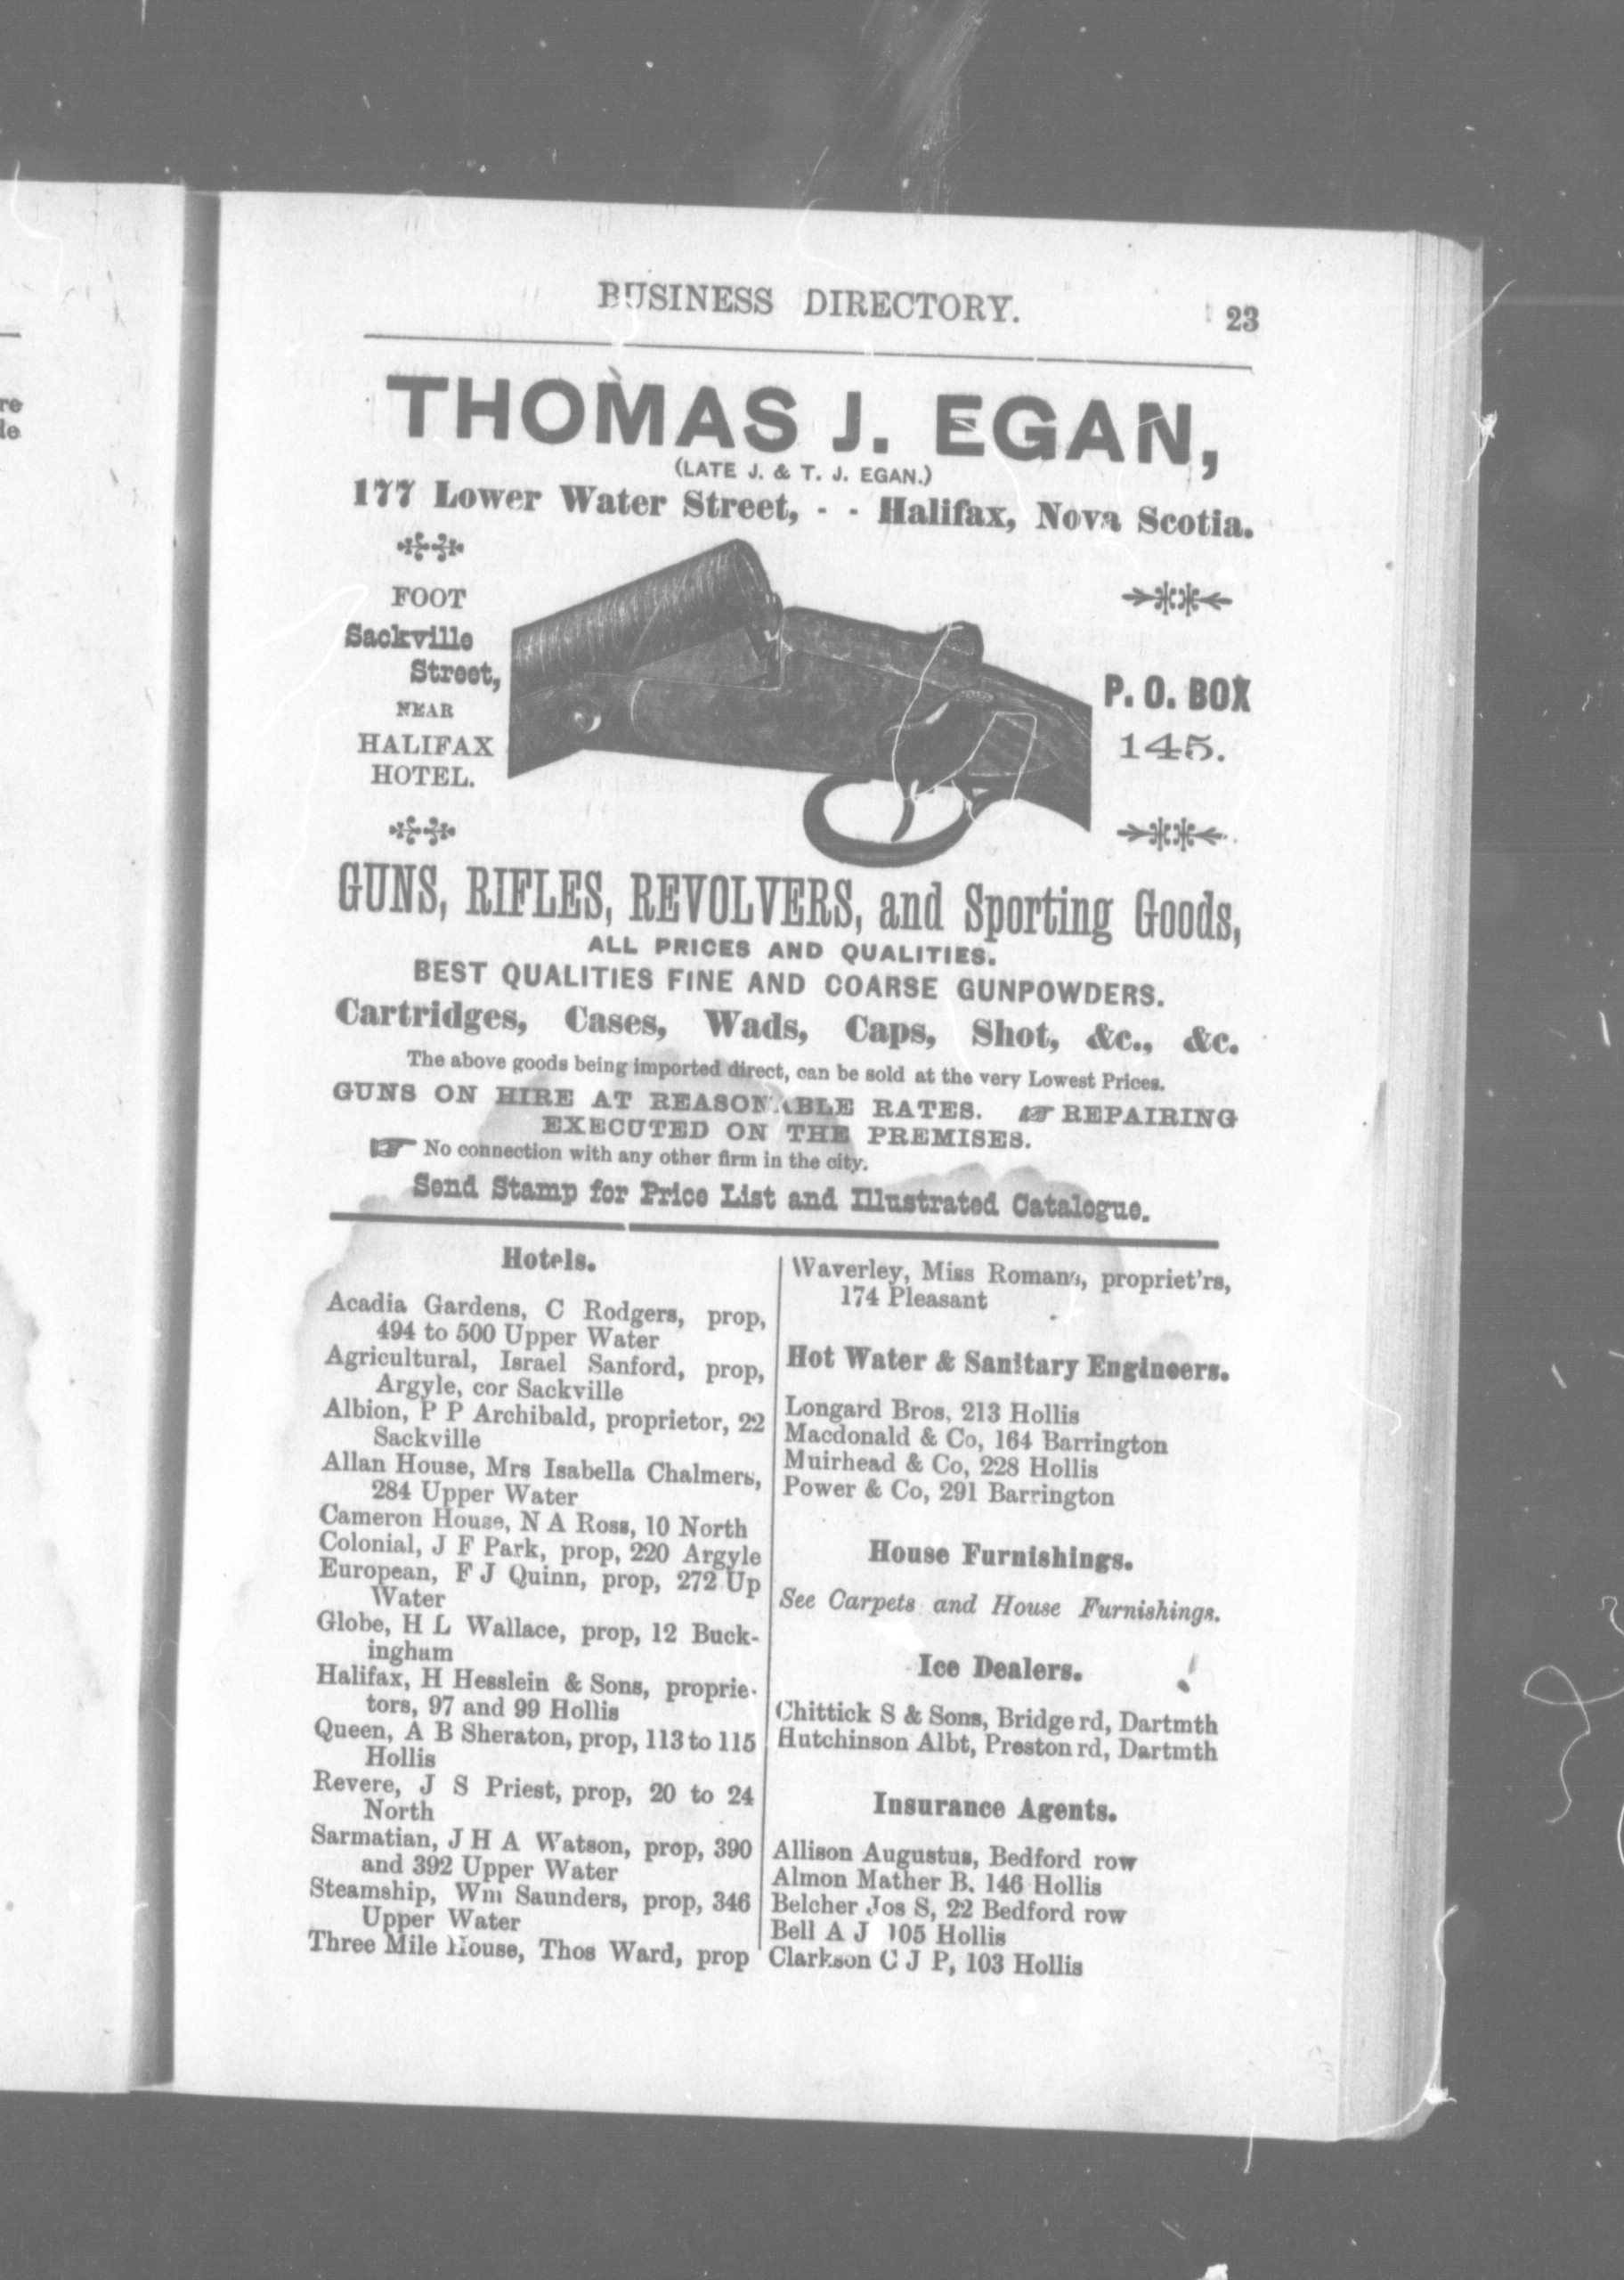 re
le
BUSINESS DIRECTORY. 23
THOMAS J. EGAN,
(LATE J. & T. J. EGAN.)
177 Lower Water Street, - - Halifax, Nova Scotia.
FOOT
Sackville
Street,
NEAR
HALIFAX
HOTEL.
P. O. BOX
145.
GUNS, RIFLES, REVOLVERS, and Sporting Goods,
ALL PRICES AND QUALITIES.
BEST QUALITIES FINE AND COARSE GUNPOWDERS.
Cartridges, Cases, Wads, Caps, Shot, &c., &c.
The above goods being imported direct, can be sold at the very Lowest Prices.
GUNS ON HIRE AT REASONABLE RATES. ☞ REPAIRING
EXECUTED ON THE PREMISES.
☞ No connection with any other firm in the city.
Send Stamp for Price List and Illustrated Catalogue.
Hotels.
Acadia Gardens, C Rodgers, prop,
494 to 500 Upper Water
Agricultural, Israel Sanford, prop,
Argyle, cor Sackville
Albion, P P Archibald, proprietor, 22
Sackville
Allan House, Mrs Isabella Chalmers,
284 Upper Water
Cameron House, N A Ross, 10 North
Colonial, J F Park, prop, 220 Argyle
European, F J Quinn, prop, 272 Up
Water
Globe, H L Wallace, prop, 12 Buck-
ingham
Halifax, H Hesslein & Sons, proprie-
tors, 97 and 99 Hollis
Queen, A B Sheraton, prop, 113 to 115
Hollis
Revere, J S Priest, prop, 20 to 24
North
Sarmatian, J H A Watson, prop, 390
and 392 Upper Water
Steamship, Wm Saunders, prop, 346
Upper Water
Three Mile House, Thos Ward, prop
Waverley, Miss Romans, propriet'rs,
174 Pleasant
Hot Water & Sanitary Engineers.
Longard Bros, 213 Hollis
Macdonald & Co, 164 Barrington
Muirhead & Co, 228 Hollis
Power & Co, 291 Barrington
House Furnishings.
See Carpets and House Furnishings.
Ice Dealers.
Chittick S & Sons, Bridge rd, Dartmth
Hutchinson Albt, Preston rd, Dartmth
Insurance Agents.
Allison Augustus, Bedford row
Almon Mather B. 146 Hollis
Belcher Jos S, 22 Bedford row
Bell A J 105 Hollis
Clarkson C J P, 103 Hollis